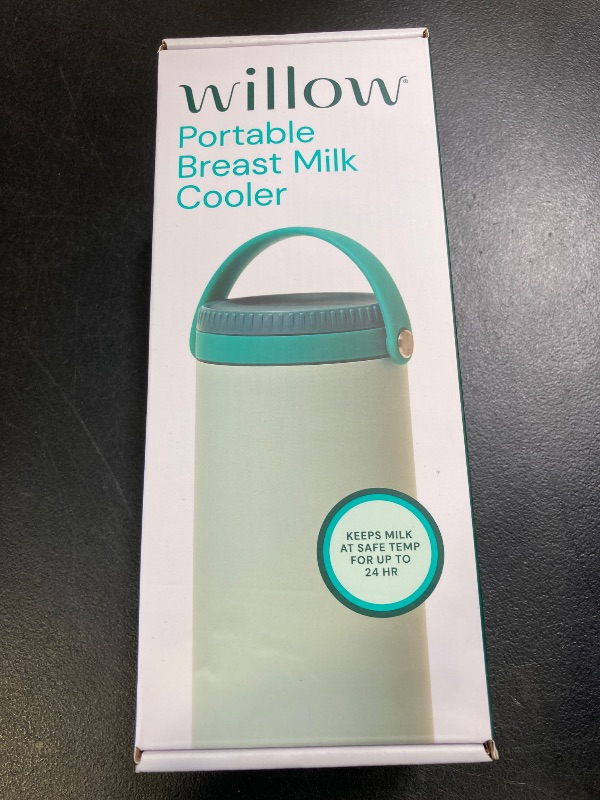 willow®
Portable
Breast Milk
Cooler
KEEPS MILK
AT SAFE TEMP
FOR UP TO
24 HR